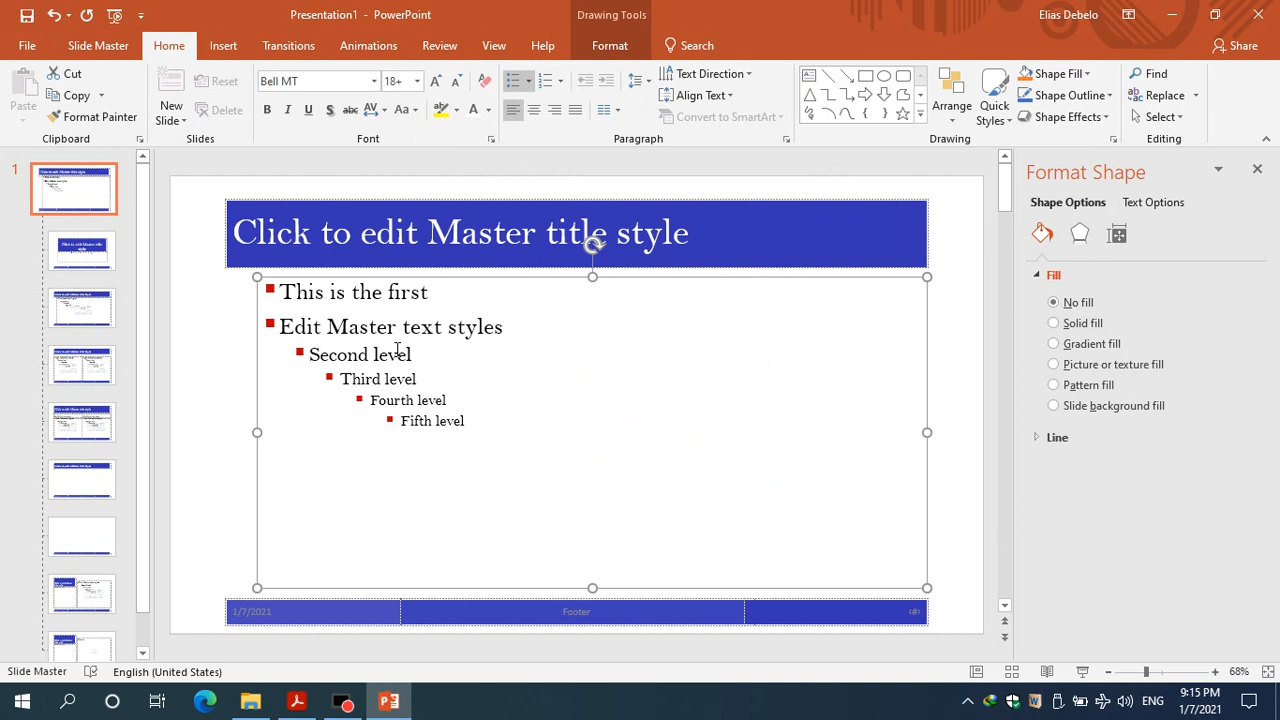 Presentation1 - PowerPoint
Drawing Tools
Elias Debelo
File Slide Master Home Insert Transitions Animations Review View Help Format Search Share
Paste
Cut
Copy
Format Painter
Clipboard
New Slide
Reset
Delete
Slides
Bell MT 18+
B I U S abc AV Aa A
Font
Text Direction
Align Text
Convert to SmartArt
Paragraph
Arrange
Quick Styles
Shape Fill
Shape Outline
Shape Effects
Drawing
Find
Replace
Select
Editing
1
Click to edit Master title style
This is the first
Edit Master text styles
Second level
Third level
Fourth level
Fifth level
1/7/2021 Footer ‹#›
Format Shape
Shape Options Text Options
Fill
No fill
Solid fill
Gradient fill
Picture or texture fill
Pattern fill
Slide background fill
Line
Slide Master English (United States) 68%
ENG
9:15 PM
1/7/2021